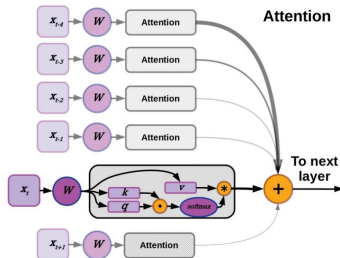 Attention
x_{t-4} W Attention
x_{t-3} W Attention
x_{t-2} W Attention
x_{t-1} W Attention
To next
layer
x_t W k q v • softmax * +
x_{t+1} W Attention